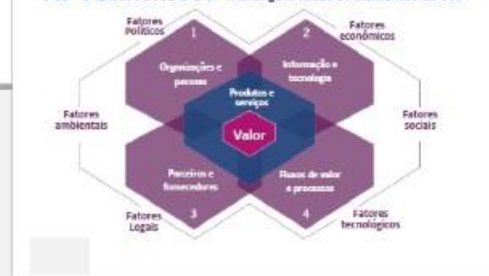 Fatores
Políticos
1
2
Fatores
econômicos
Organizações e
pessoas
Informação e
tecnologia
Produtos e
serviços
Fatores
ambientais
Valor
Fatores
sociais
Parceiros e
fornecedores
Fluxos de valor
e processos
Fatores
Legais
3
4
Fatores
tecnológicos